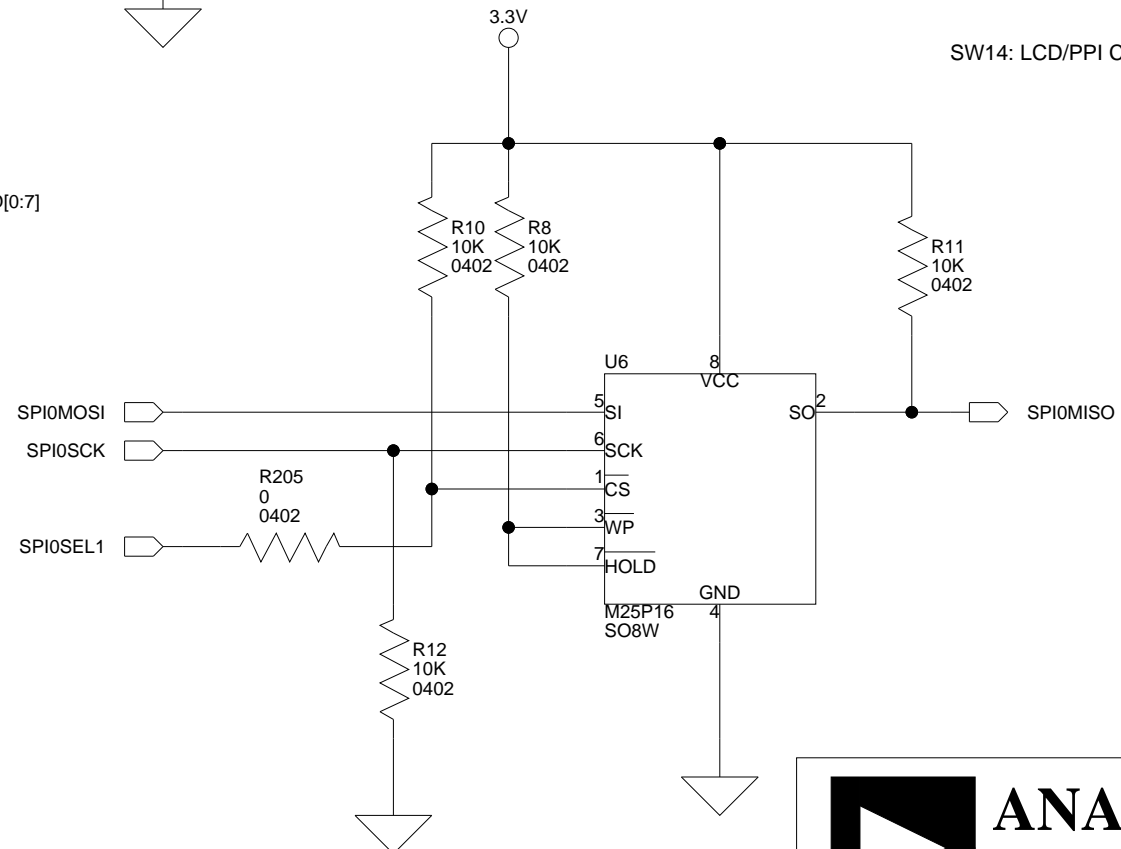 3.3V
SW14: LCD/PPI C
[0:7]
R10
10K
0402
R8
10K
0402
R11
10K
0402
U6
8
VCC
5
SI
SO
2
SPI0MOSI
SPI0MISO
6
SCK
SPI0SCK
R205
0
0402
1
CS
3
WP
SPI0SEL1
7
HOLD
GND
4
M25P16
SO8W
R12
10K
0402
ANA